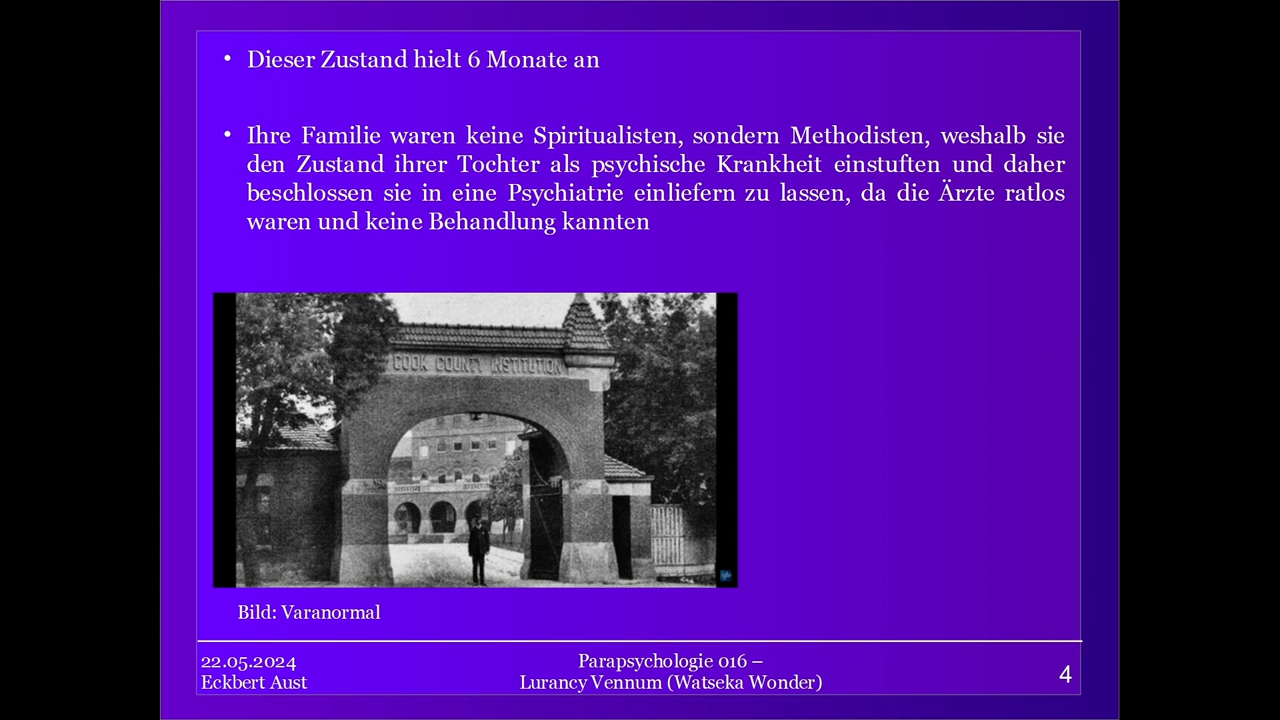 • Dieser Zustand hielt 6 Monate an
• Ihre Familie waren keine Spiritualisten, sondern Methodisten, weshalb sie
den Zustand ihrer Tochter als psychische Krankheit einstuften und daher
beschlossen sie in eine Psychiatrie einliefern zu lassen, da die Ärzte ratlos
waren und keine Behandlung kannten
COOK COUNTY INSTITUTION
Bild: Varanormal
22.05.2024
Eckbert Aust
Parapsychologie 016 –
Lurancy Vennum (Watseka Wonder)
4